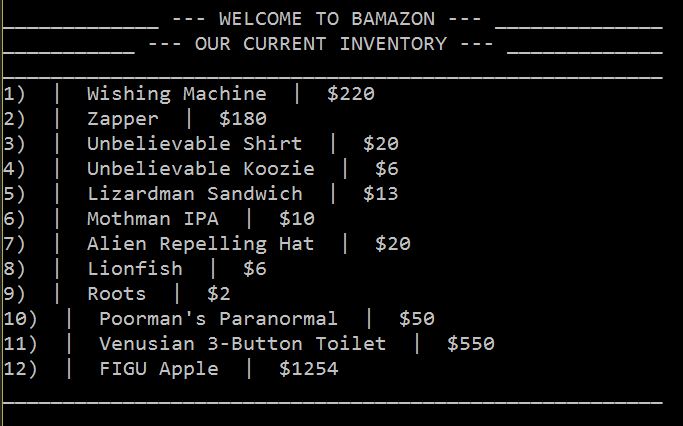 _____________ --- WELCOME TO BAMAZON --- ______________
___________ --- OUR CURRENT INVENTORY --- _____________
_______________________________________________________
1)  |  Wishing Machine  |  $220
2)  |  Zapper  |  $180
3)  |  Unbelievable Shirt  |  $20
4)  |  Unbelievable Koozie  |  $6
5)  |  Lizardman Sandwich  |  $13
6)  |  Mothman IPA  |  $10
7)  |  Alien Repelling Hat  |  $20
8)  |  Lionfish  |  $6
9)  |  Roots  |  $2
10)  |  Poorman's Paranormal  |  $50
11)  |  Venusian 3-Button Toilet  |  $550
12)  |  FIGU Apple  |  $1254
_______________________________________________________